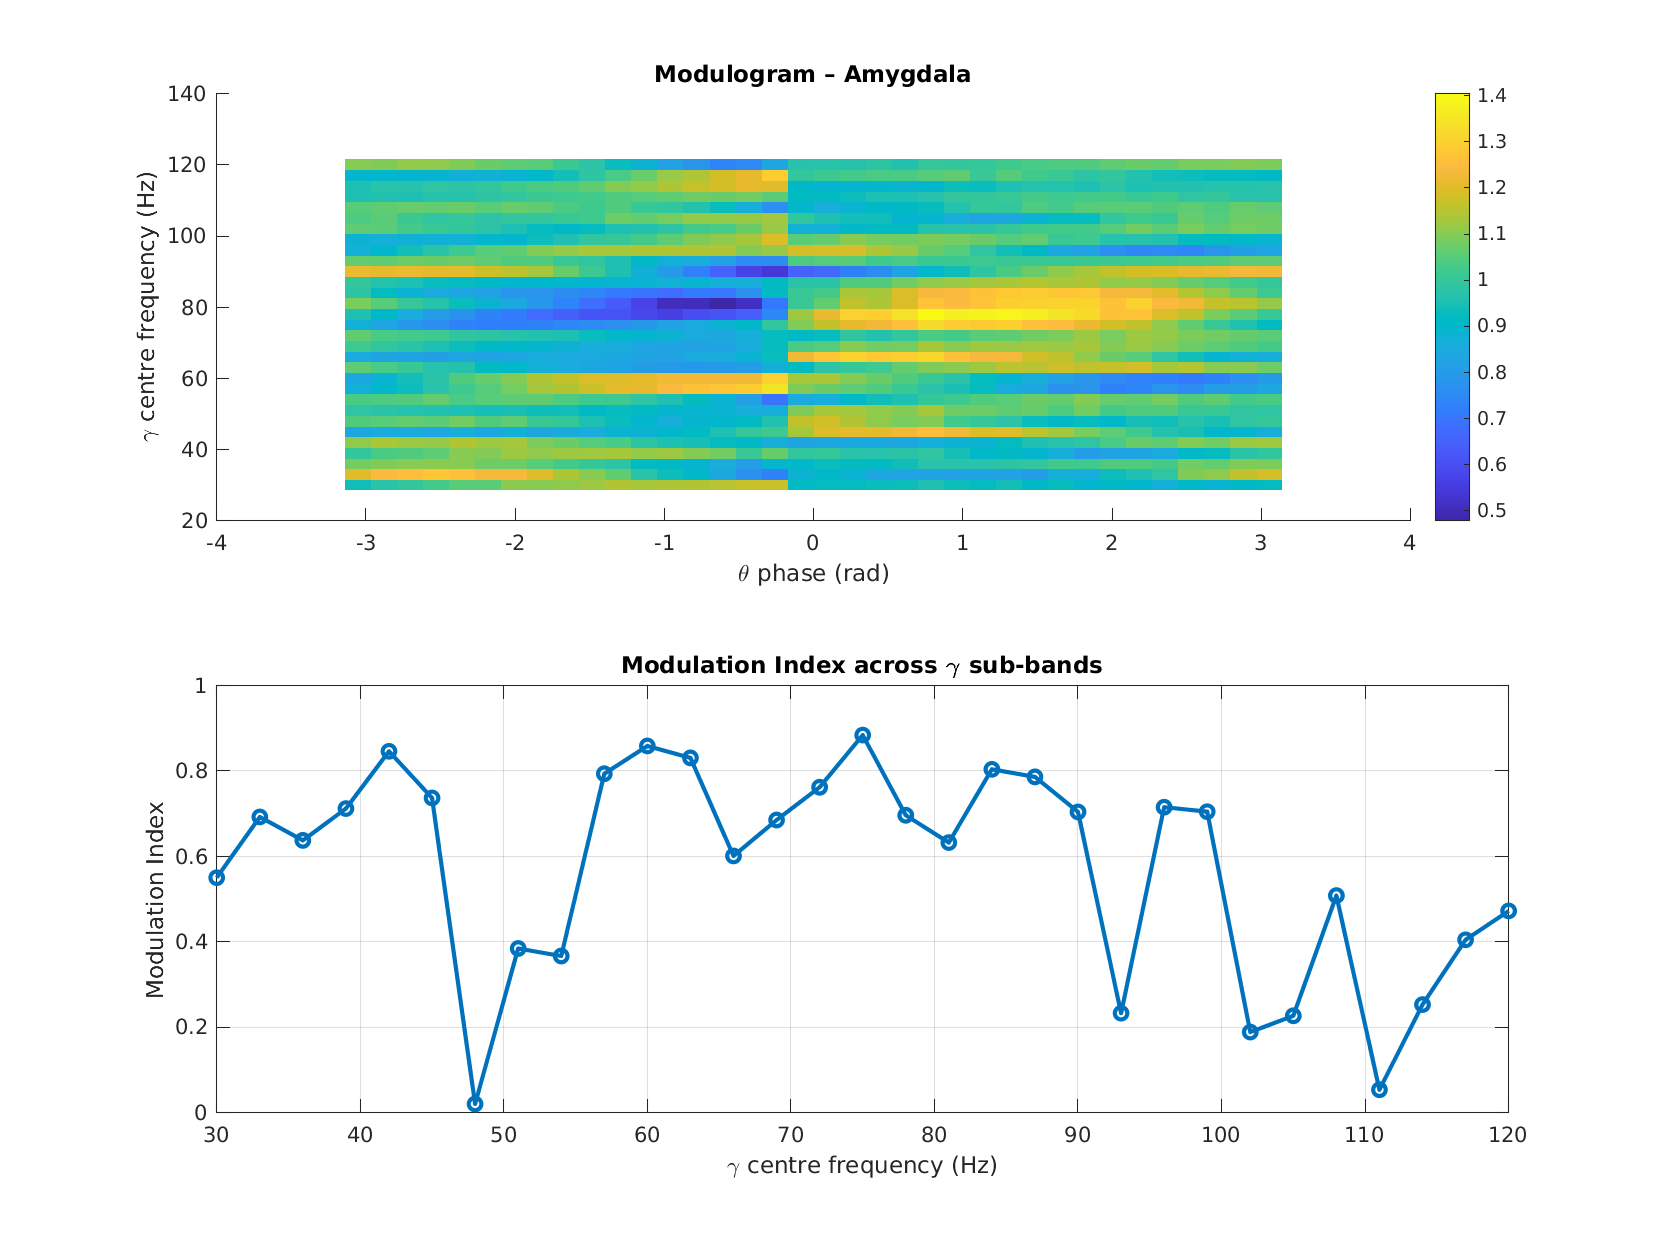 Modulogram – Amygdala
140
120
100
80
60
40
20
γ centre frequency (Hz)
-4 -3 -2 -1 0 1 2 3 4
θ phase (rad)
1.4
1.3
1.2
1.1
1
0.9
0.8
0.7
0.6
0.5
Modulation Index across γ sub-bands
1
0.8
0.6
0.4
0.2
0
Modulation Index
30 40 50 60 70 80 90 100 110 120
γ centre frequency (Hz)